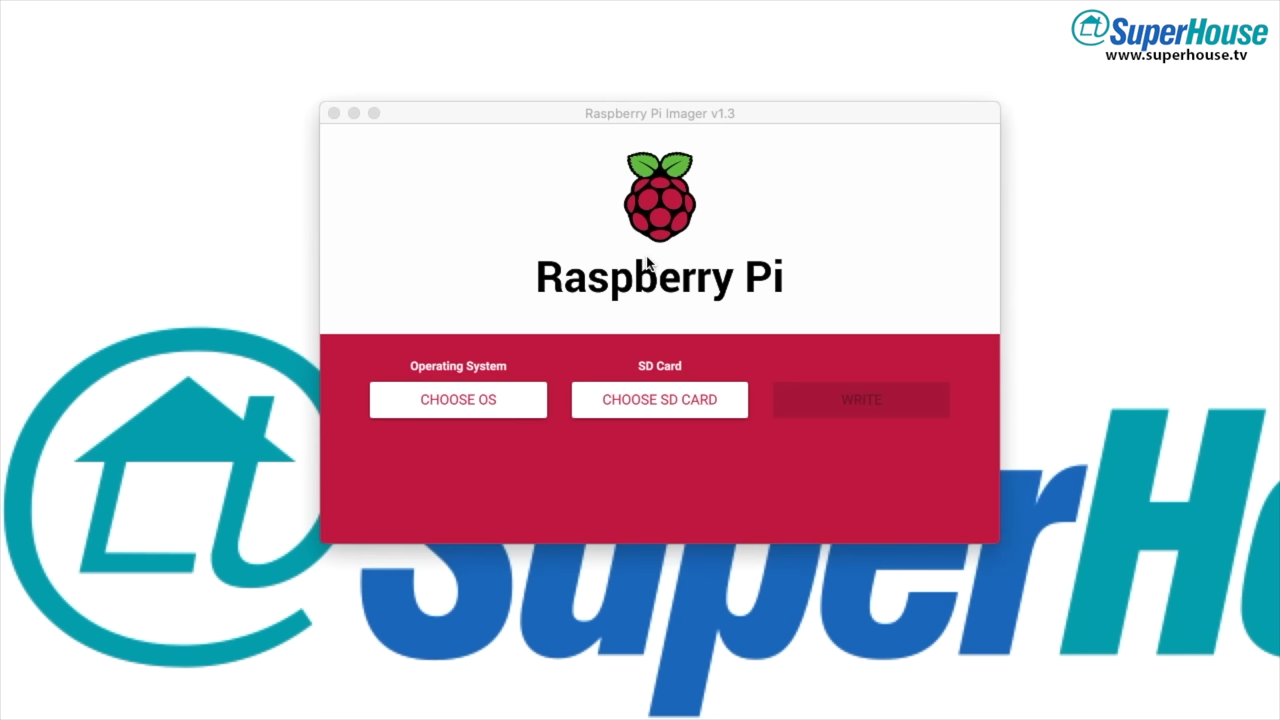 SuperHouse
www.superhouse.tv
Raspberry Pi Imager v1.3
Raspberry Pi
Operating System
SD Card
CHOOSE OS
CHOOSE SD CARD
WRITE
SuperHo